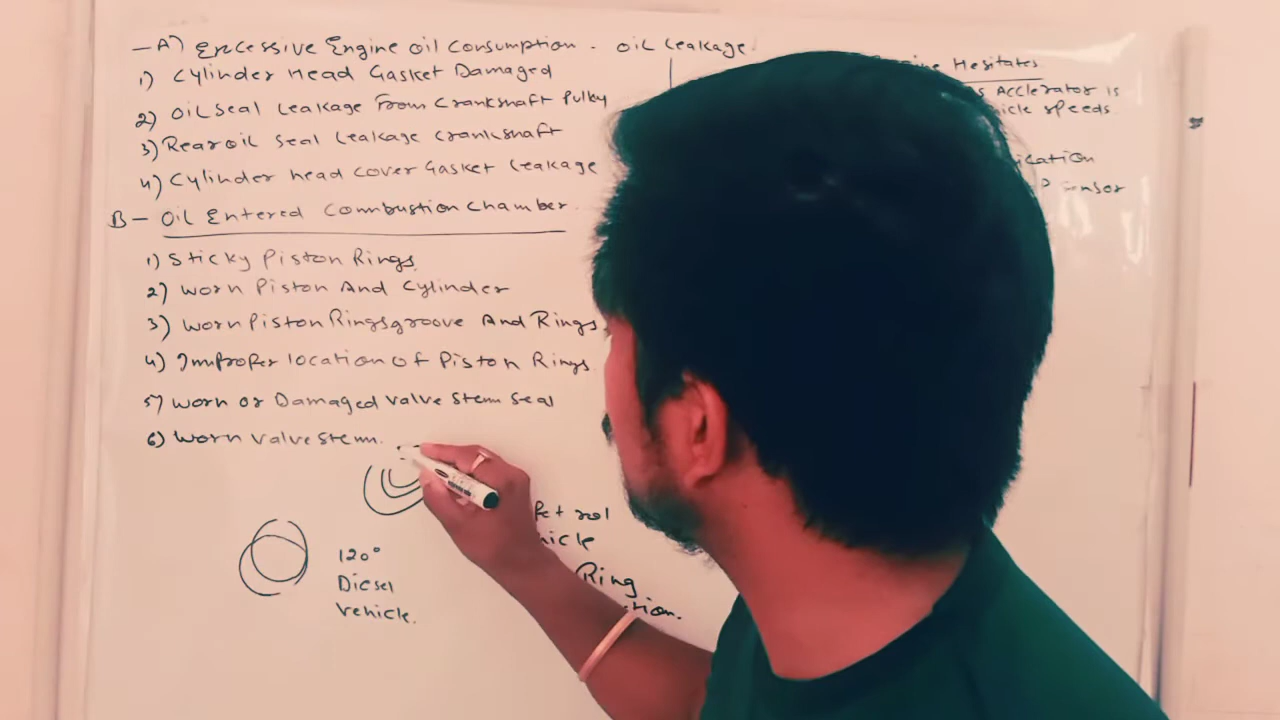 A) Excessive Engine oil Consumption - oil Leakage.
1) Cylinder Head Gasket Damaged
2) Oil seal Leakage From Crankshaft Pulley
3) Rear oil seal Leakage crankshaft
4) Cylinder head cover Gasket Leakage
B- Oil Entered Combustion Chamber.
1) Sticky Piston Rings.
2) Worn Piston And Cylinder
3) Worn Piston Rings groove And Rings
4) Improper location of Piston Rings
5) Worn or Damaged valve stem seal
6) Worn valve stem.
120°
Diesel
vehicle.
Ring
Hesitates
Acclerator is
speeds.
sensor